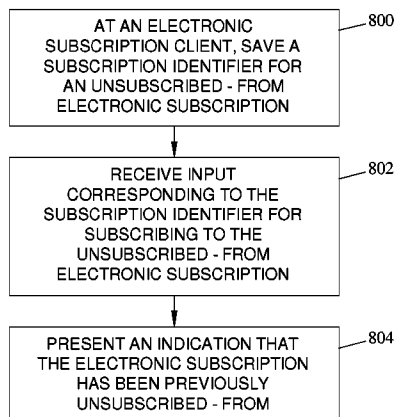 AT AN ELECTRONIC
SUBSCRIPTION CLIENT, SAVE A
SUBSCRIPTION IDENTIFIER FOR
AN UNSUBSCRIBED - FROM
ELECTRONIC SUBSCRIPTION
800
RECEIVE INPUT
CORRESPONDING TO THE
SUBSCRIPTION IDENTIFIER FOR
SUBSCRIBING TO THE
UNSUBSCRIBED - FROM
ELECTRONIC SUBSCRIPTION
802
PRESENT AN INDICATION THAT
THE ELECTRONIC SUBSCRIPTION
HAS BEEN PREVIOUSLY
UNSUBSCRIBED - FROM
804